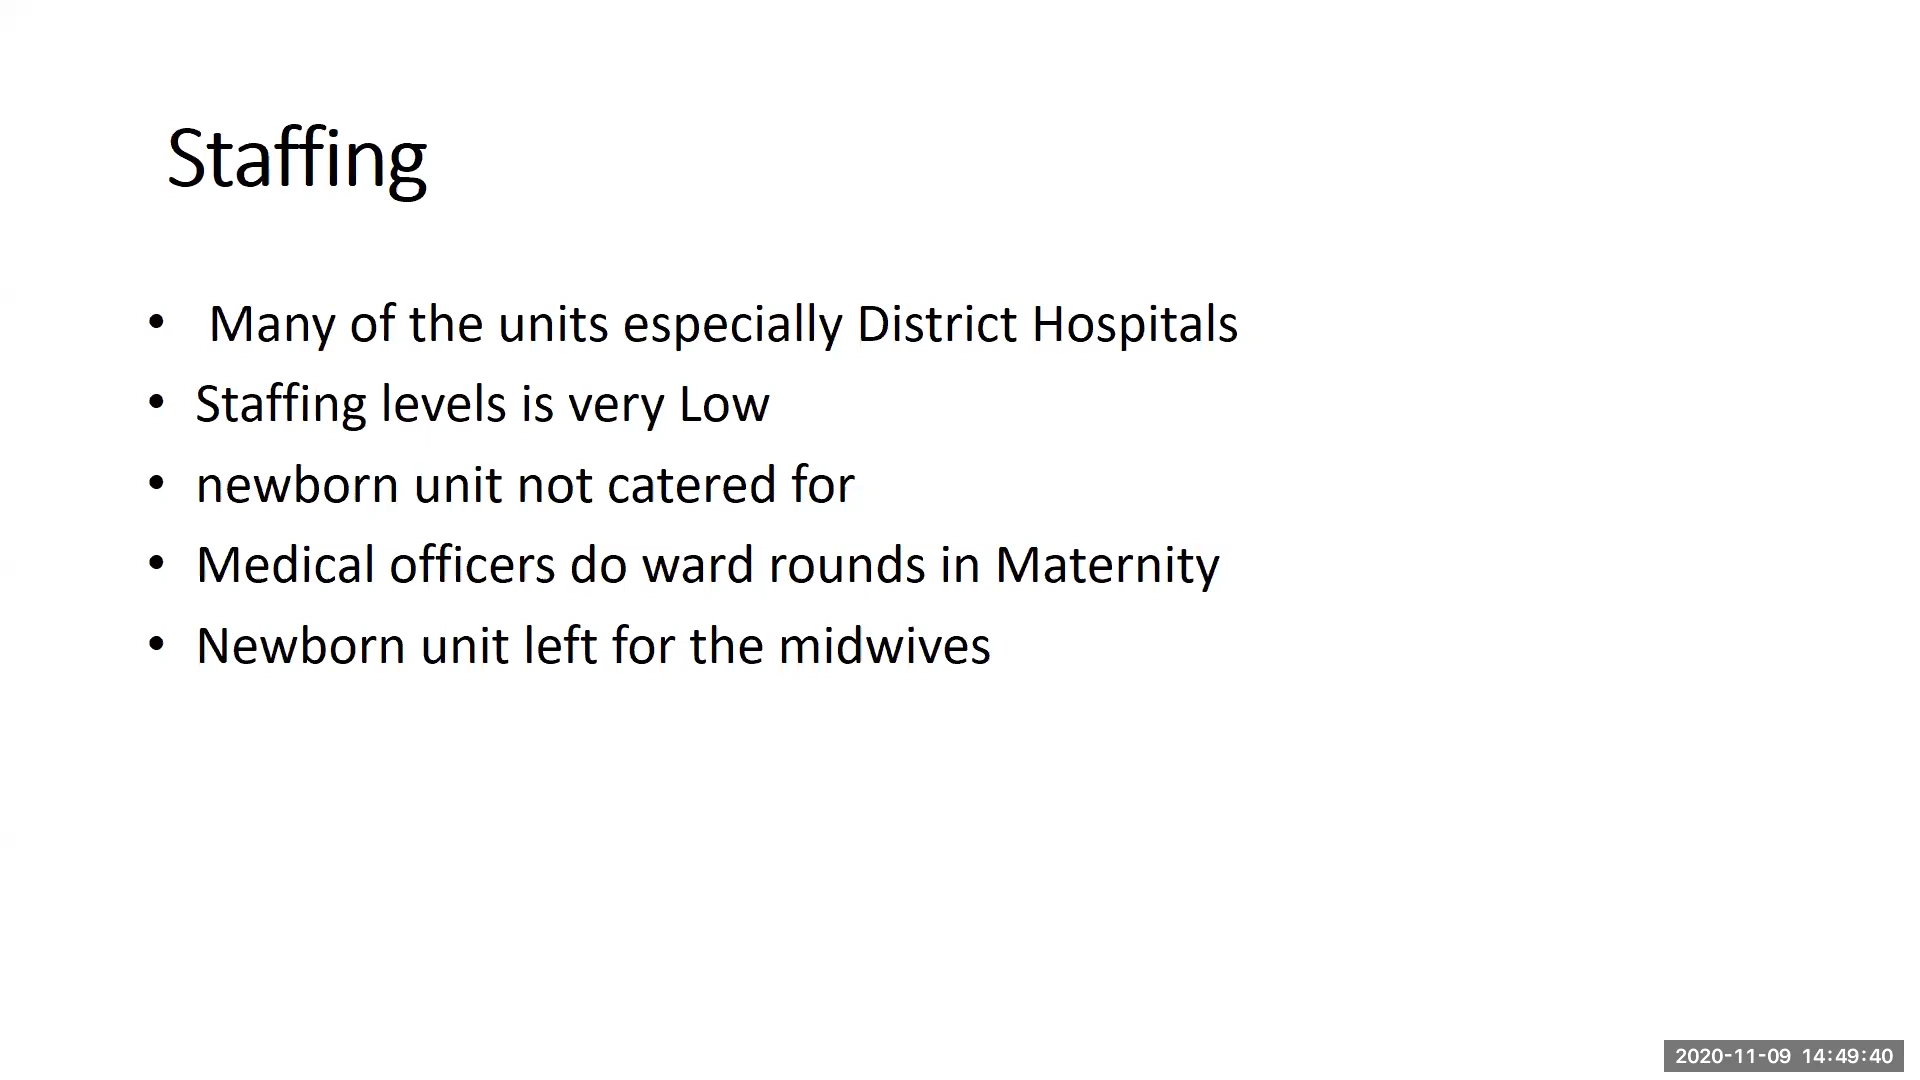 Staffing
• Many of the units especially District Hospitals
• Staffing levels is very Low
• newborn unit not catered for
• Medical officers do ward rounds in Maternity
• Newborn unit left for the midwives
2020-11-09 14:49:40